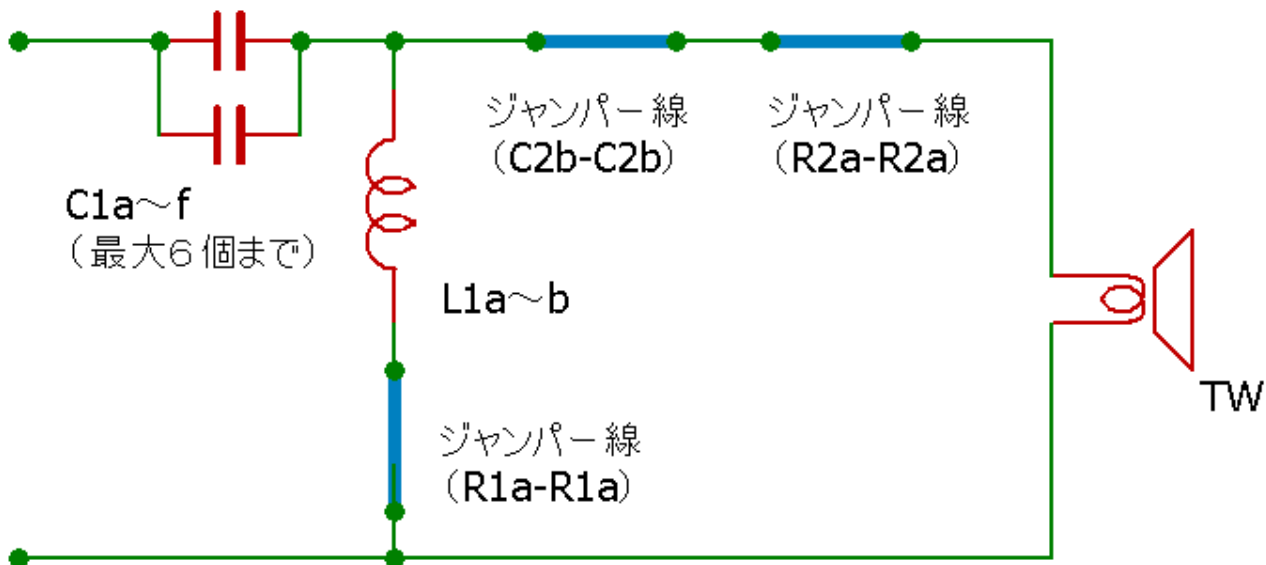 ジャンパー線
（C2b-C2b）
ジャンパー線
（R2a-R2a）
C1a～f
（最大６個まで）
L1a～b
TW
ジャンパー線
（R1a-R1a）